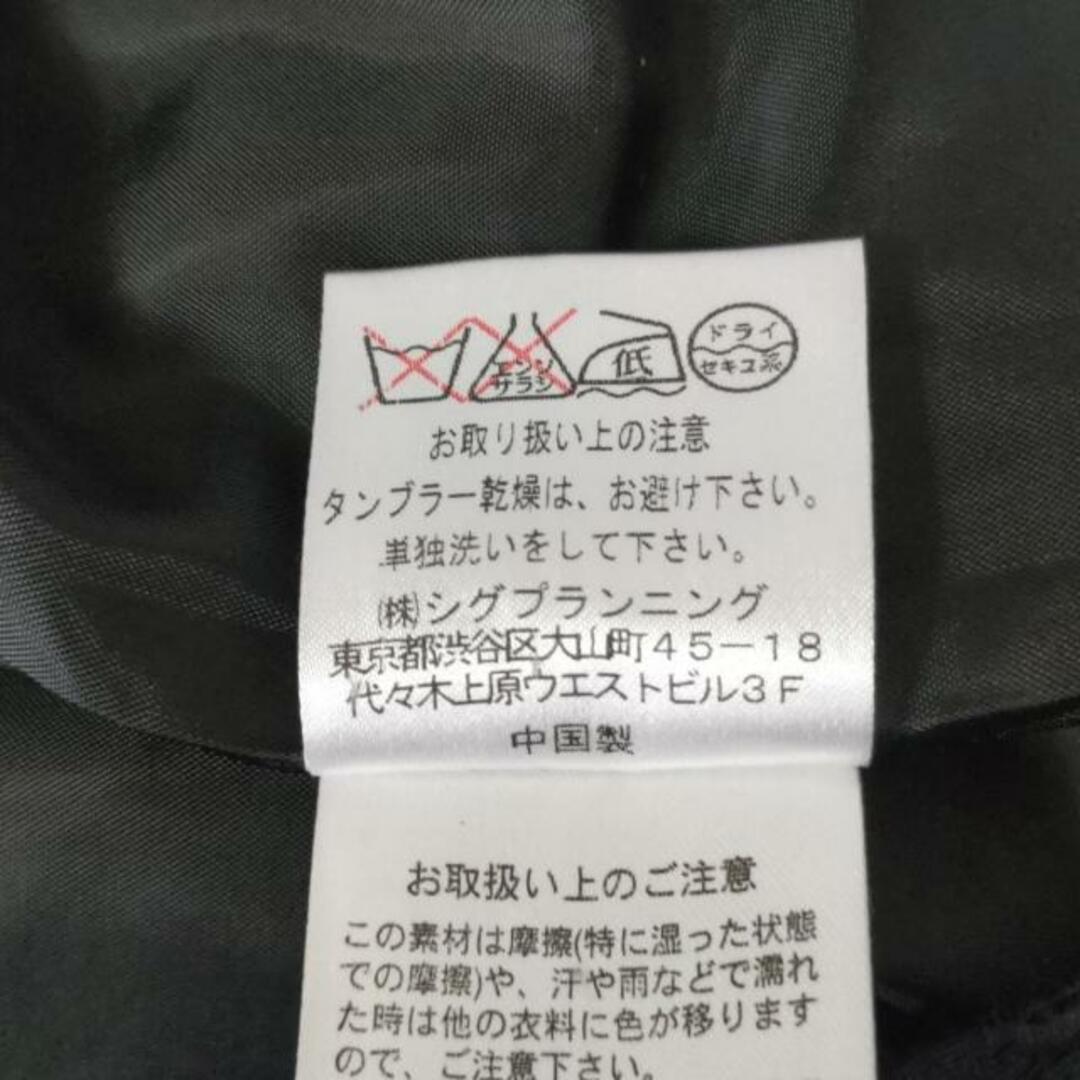 エンソ
サラシ
低
ドライ
セキユ系
お取り扱い上の注意
タンブラー乾燥は、お避け下さい。
単独洗いをして下さい。
㈱シグプランニング
東京都渋谷区大山町45－18
代々木上原ウエストビル3F
中国製
お取扱い上のご注意
この素材は摩擦(特に湿った状態
での摩擦)や、汗や雨などで濡れ
た時は他の衣料に色が移ります
ので、ご注意下さい。